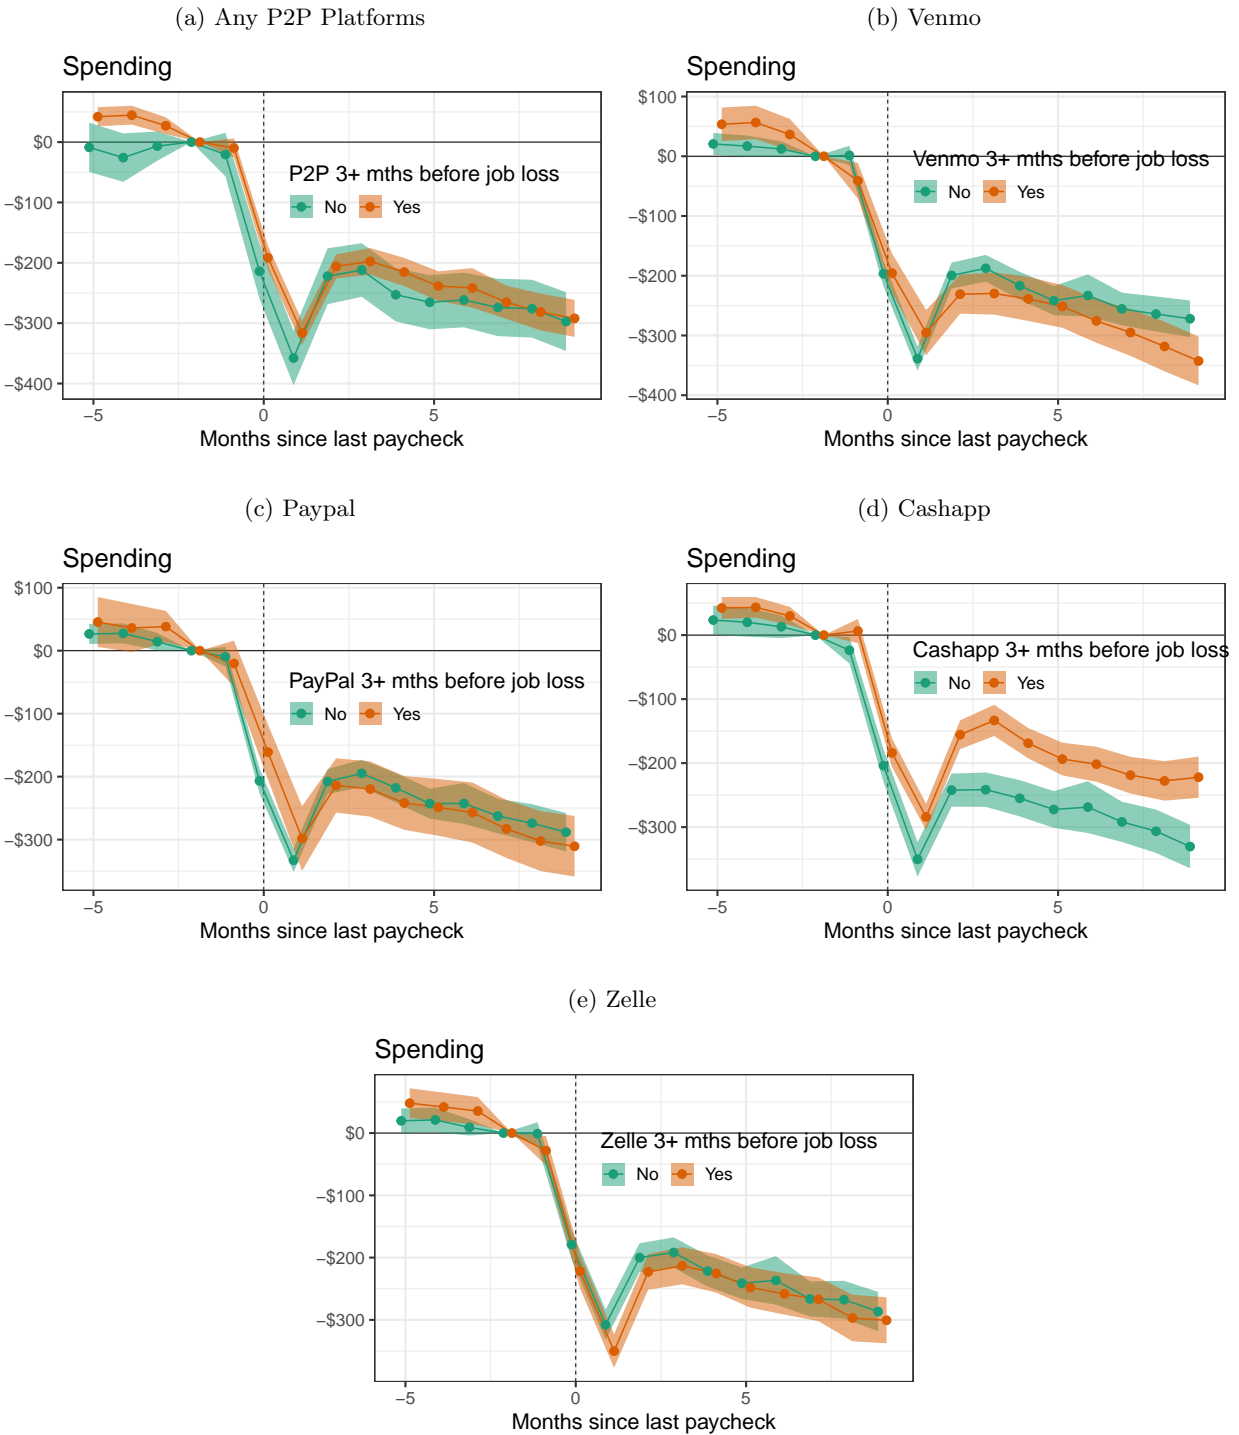 (a) Any P2P Platforms
Spending
$0
−$100
−$200
−$300
−$400
P2P 3+ mths before job loss
No Yes
−5 0 5
Months since last paycheck
(b) Venmo
Spending
$100
$0
−$100
−$200
−$300
−$400
Venmo 3+ mths before job loss
No Yes
−5 0 5
Months since last paycheck
(c) Paypal
Spending
$100
$0
−$100
−$200
−$300
PayPal 3+ mths before job loss
No Yes
−5 0 5
Months since last paycheck
(d) Cashapp
Spending
$0
−$100
−$200
−$300
Cashapp 3+ mths before job loss
No Yes
−5 0 5
Months since last paycheck
(e) Zelle
Spending
$0
−$100
−$200
−$300
Zelle 3+ mths before job loss
No Yes
−5 0 5
Months since last paycheck